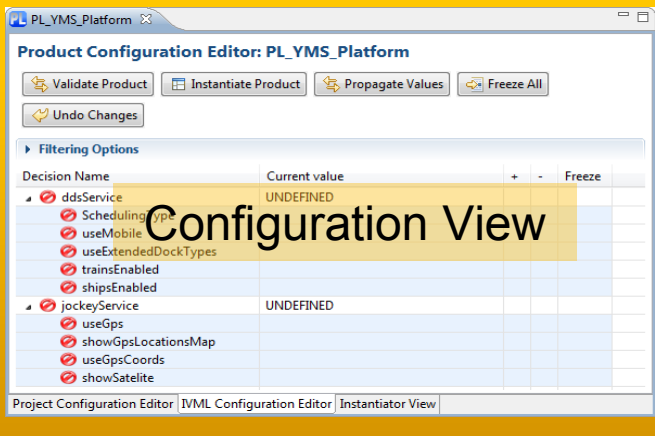 PL PL_YMS_Platform
Product Configuration Editor: PL_YMS_Platform
Validate Product Instantiate Product Propagate Values Freeze All
Undo Changes
Filtering Options
Decision Name Current value + - Freeze
ddsService UNDEFINED
SchedulingType
useMobile
Configuration View
useExtendedDockTypes
trainsEnabled
shipsEnabled
jockeyService UNDEFINED
useGps
showGpsLocationsMap
useGpsCoords
showSatelite
Project Configuration Editor IVML Configuration Editor Instantiator View